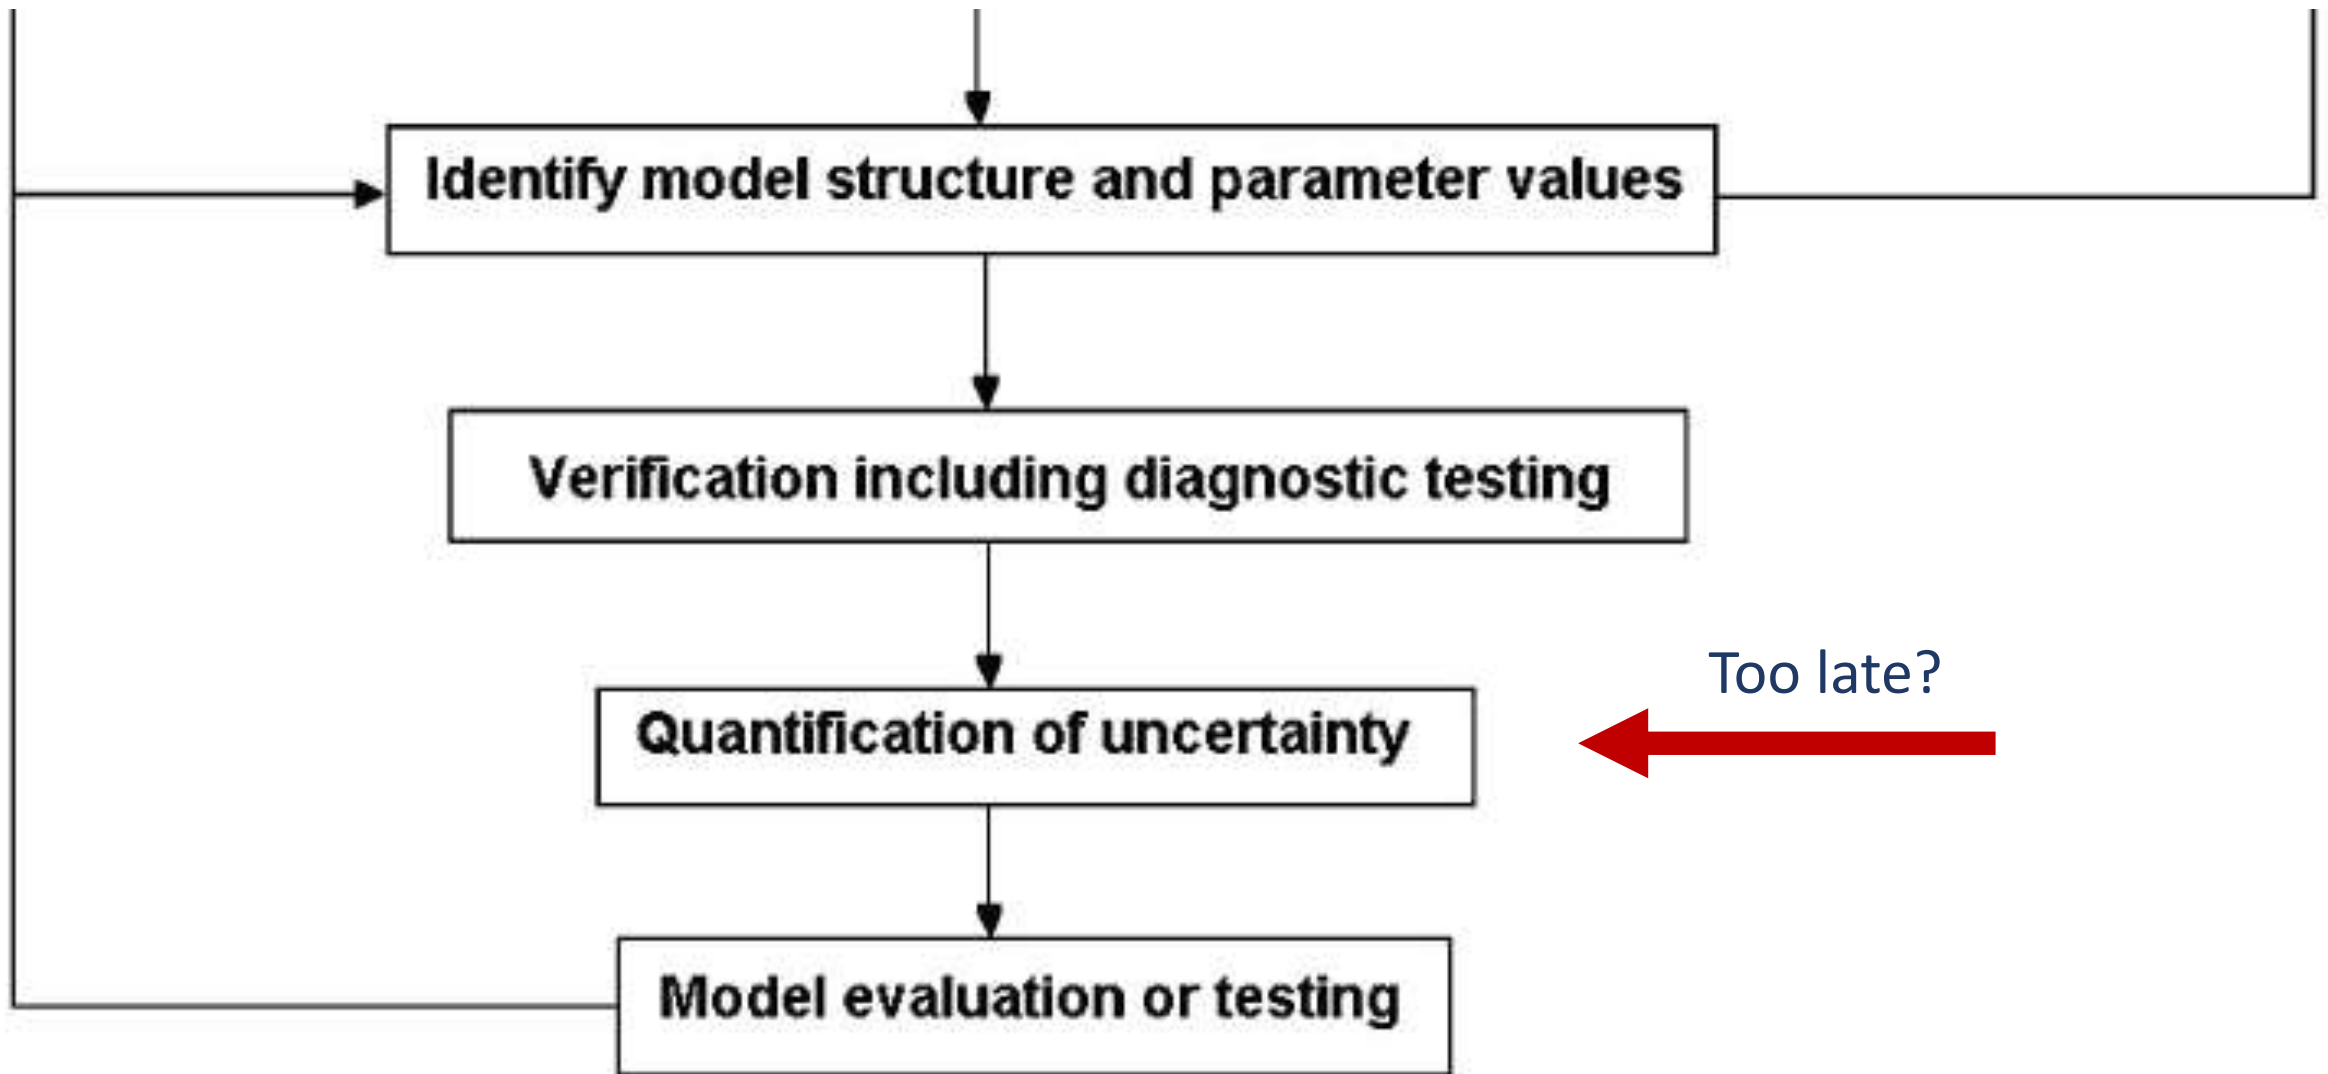 Identify model structure and parameter values
Verification including diagnostic testing
Too late?
Quantification of uncertainty
Model evaluation or testing